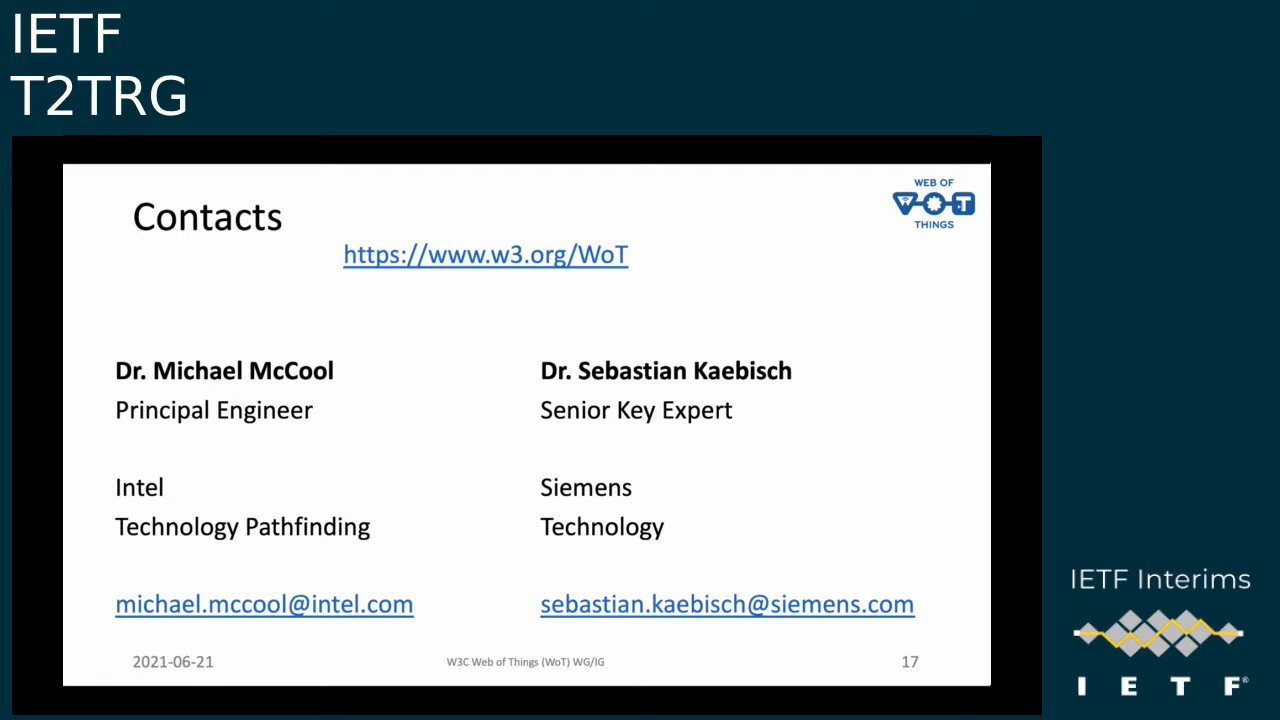 IETF
T2TRG
Contacts
WEB OF
W T
THINGS
https://www.w3.org/WoT
Dr. Michael McCool
Principal Engineer
Intel
Technology Pathfinding
michael.mccool@intel.com
Dr. Sebastian Kaebisch
Senior Key Expert
Siemens
Technology
sebastian.kaebisch@siemens.com
2021-06-21
W3C Web of Things (WoT) WG/IG
17
IETF Interims
I E T F®